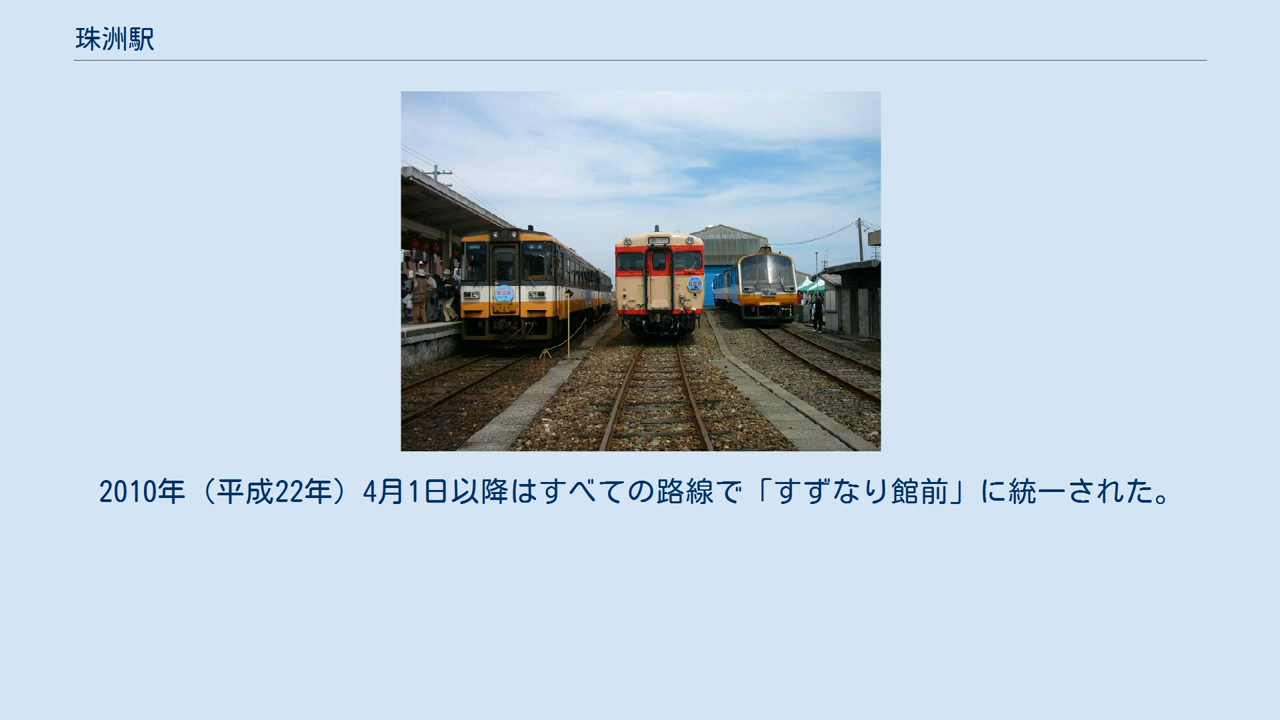 珠洲駅
2010年（平成22年）4月1日以降はすべての路線で「すずなり館前」に統一された。